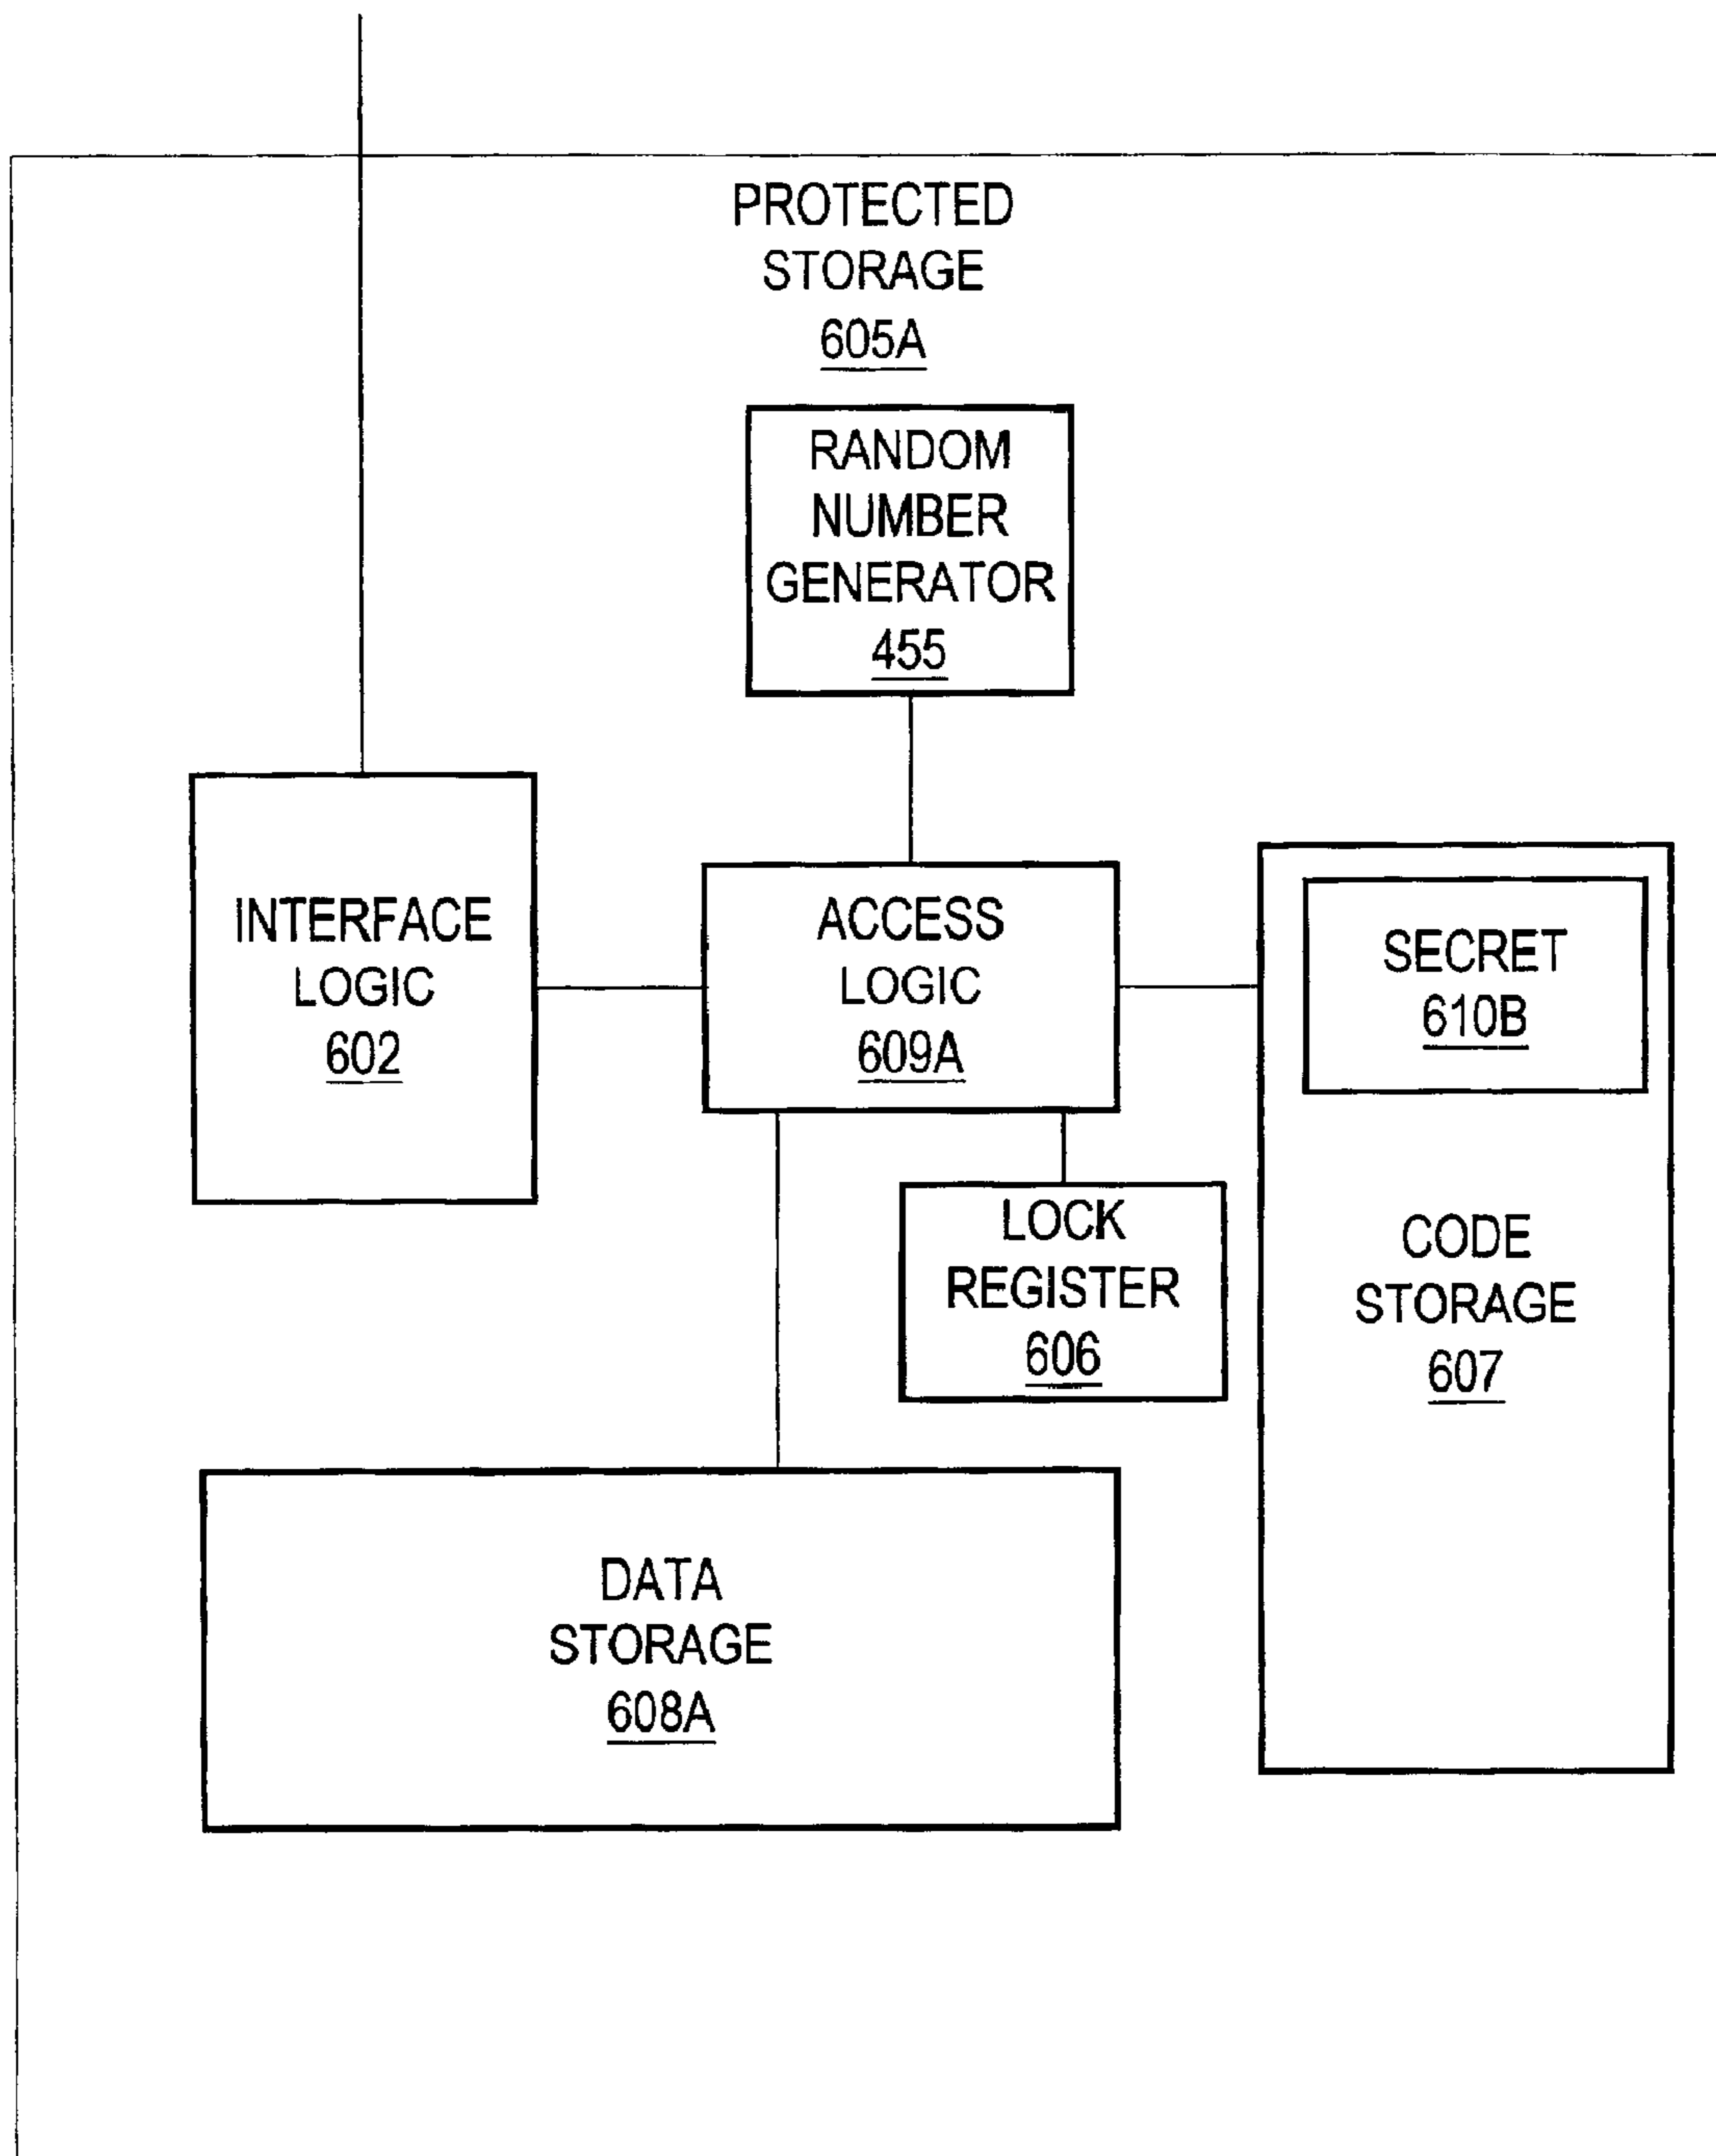 PROTECTED
STORAGE
605A
RANDOM
NUMBER
GENERATOR
455
INTERFACE
LOGIC
602
ACCESS
LOGIC
609A
SECRET
610B
LOCK
REGISTER
606
CODE
STORAGE
607
DATA
STORAGE
608A